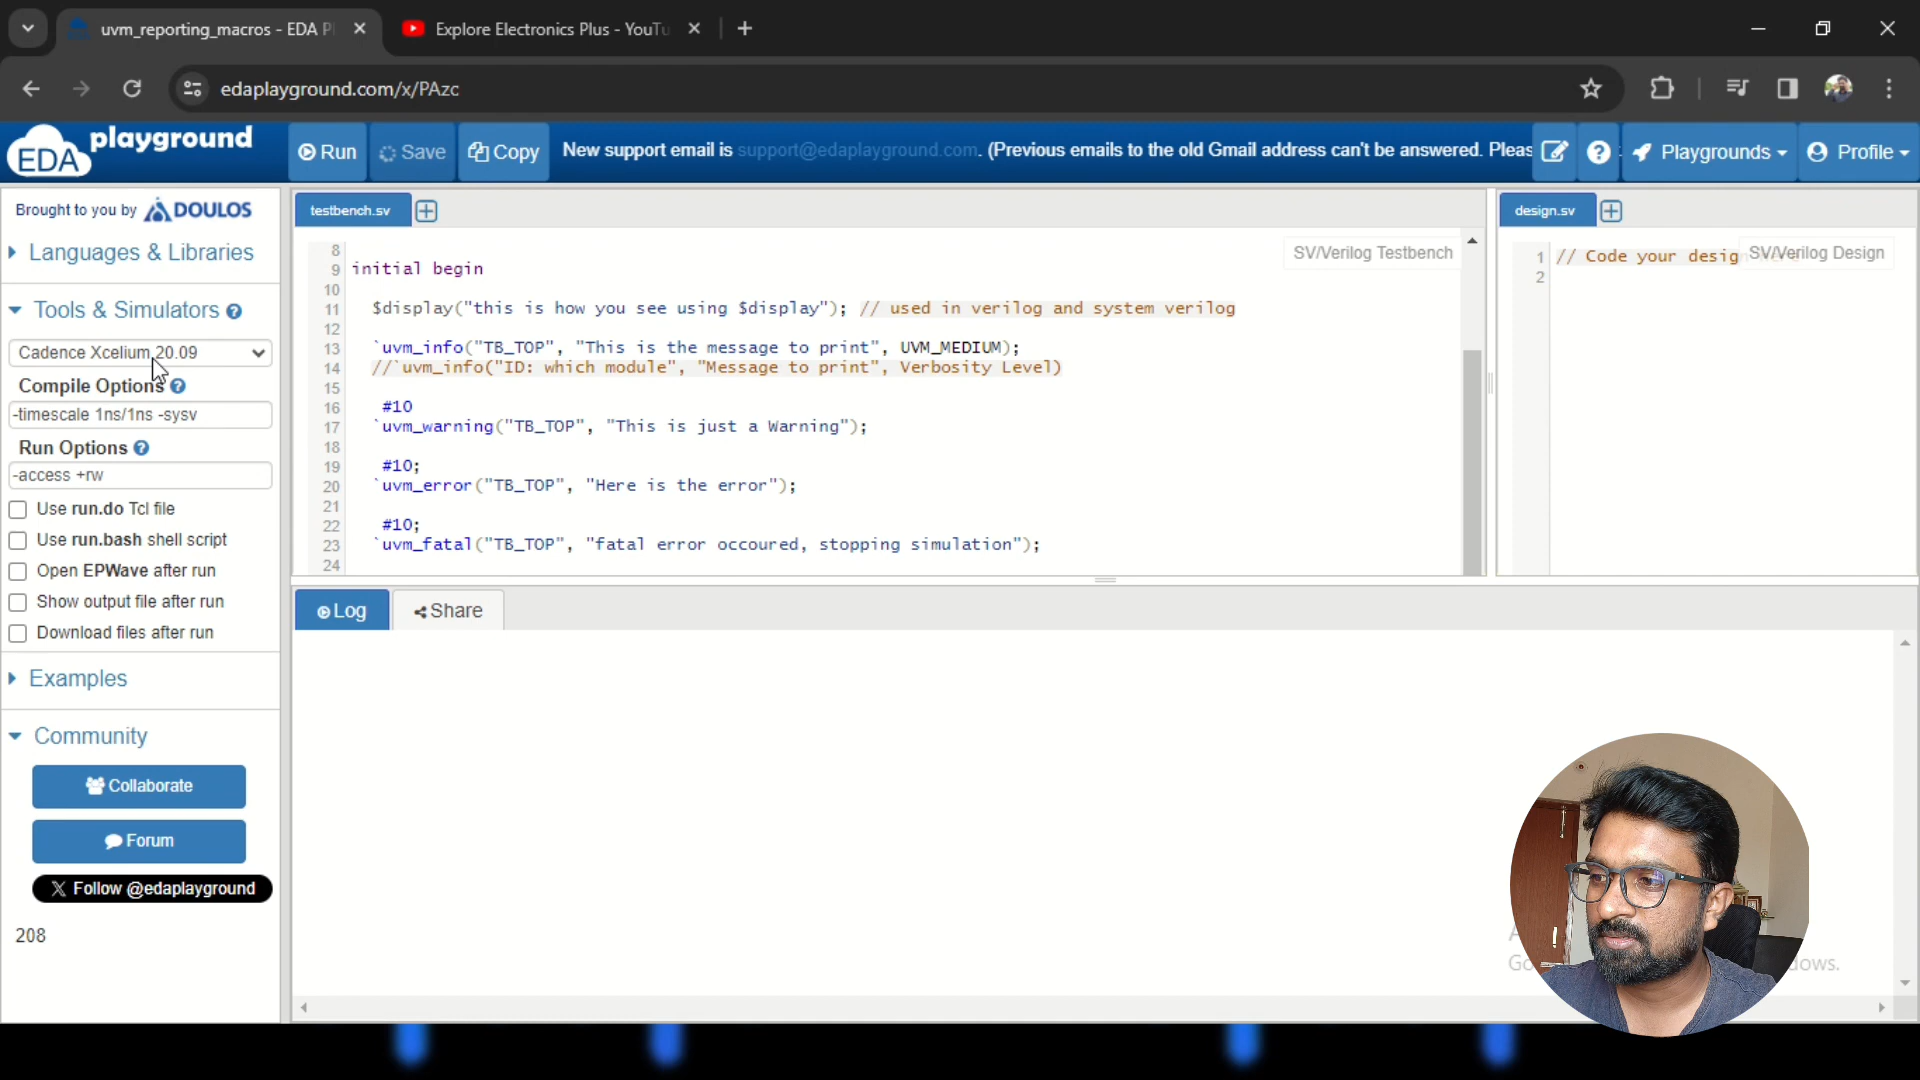 uvm_reporting_macros - EDA Pl
Explore Electronics Plus - YouTu
edaplayground.com/x/PAzc
EDA playground
Run
Save
Copy
New support email is support@edaplayground.com. (Previous emails to the old Gmail address can't be answered. Pleas
Playgrounds
Profile
Brought to you by DOULOS
Languages & Libraries
Tools & Simulators
Cadence Xcelium 20.09
Compile Options
-timescale 1ns/1ns -sysv
Run Options
-access +rw
Use run.do Tcl file
Use run.bash shell script
Open EPWave after run
Show output file after run
Download files after run
Examples
Community
Collaborate
Forum
X Follow @edaplayground
208
testbench.sv
SV/Verilog Testbench
8
9 initial begin
10
11 $display("this is how you see using $display"); // used in verilog and system verilog
12
13 `uvm_info("TB_TOP", "This is the message to print", UVM_MEDIUM);
14 //`uvm_info("ID: which module", "Message to print", Verbosity Level)
15
16 #10
17 `uvm_warning("TB_TOP", "This is just a Warning");
18
19 #10;
20 `uvm_error("TB_TOP", "Here is the error");
21
22 #10;
23 `uvm_fatal("TB_TOP", "fatal error occoured, stopping simulation");
24
design.sv
SV/Verilog Design
1 // Code your desig
2
Log
Share